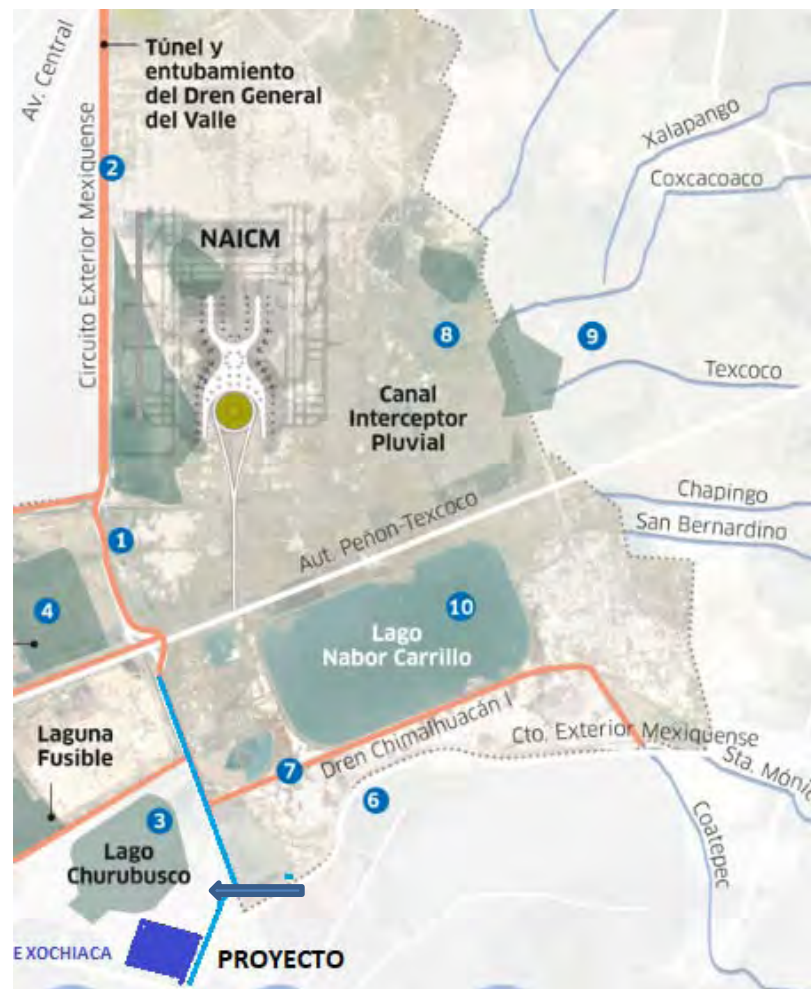 Túnel y
entubamiento
del Dren General
del Valle
Av. Central
Xalapango
Coxcacoaco
2
Circuito Exterior Mexiquense
NAICM
8
9
Texcoco
Canal
Interceptor
Pluvial
Chapingo
San Bernardino
Aut. Peñon-Texcoco
1
4
10
Lago
Nabor Carrillo
Laguna
Fusible
Dren Chimalhuacán I
Cto. Exterior Mexiquense
7
6
Sta. Móni
3
Lago
Churubusco
Coatepec
E XOCHIACA
PROYECTO